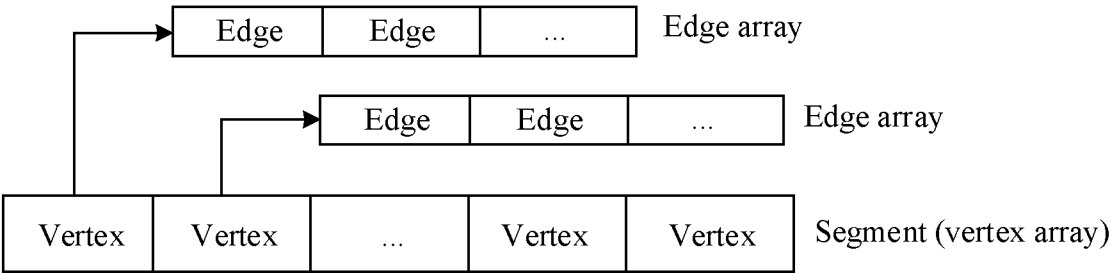 Edge Edge ... Edge array
Edge Edge ... Edge array
Vertex Vertex ... Vertex Vertex Segment (vertex array)